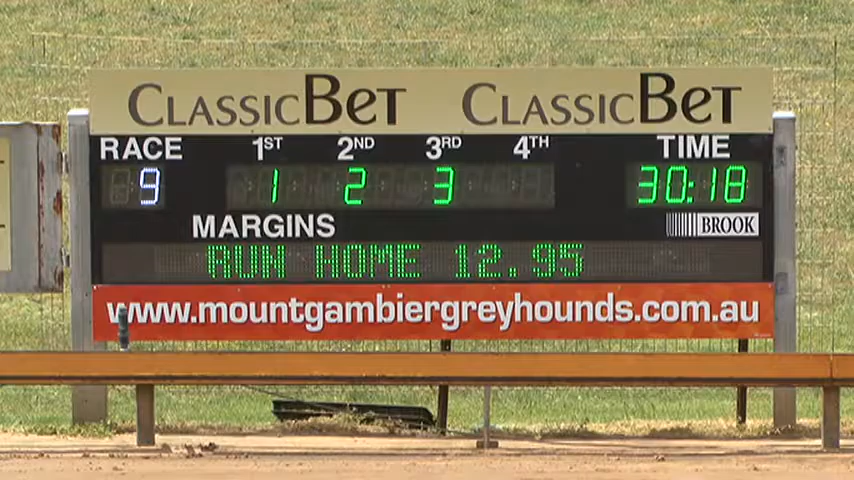 CLASSICBET CLASSICBET
RACE 1ST 2ND 3RD 4TH TIME
9 1 2 3 30:18
MARGINS BROOK
RUN HOME 12.95
www.mountgambiergreyhounds.com.au